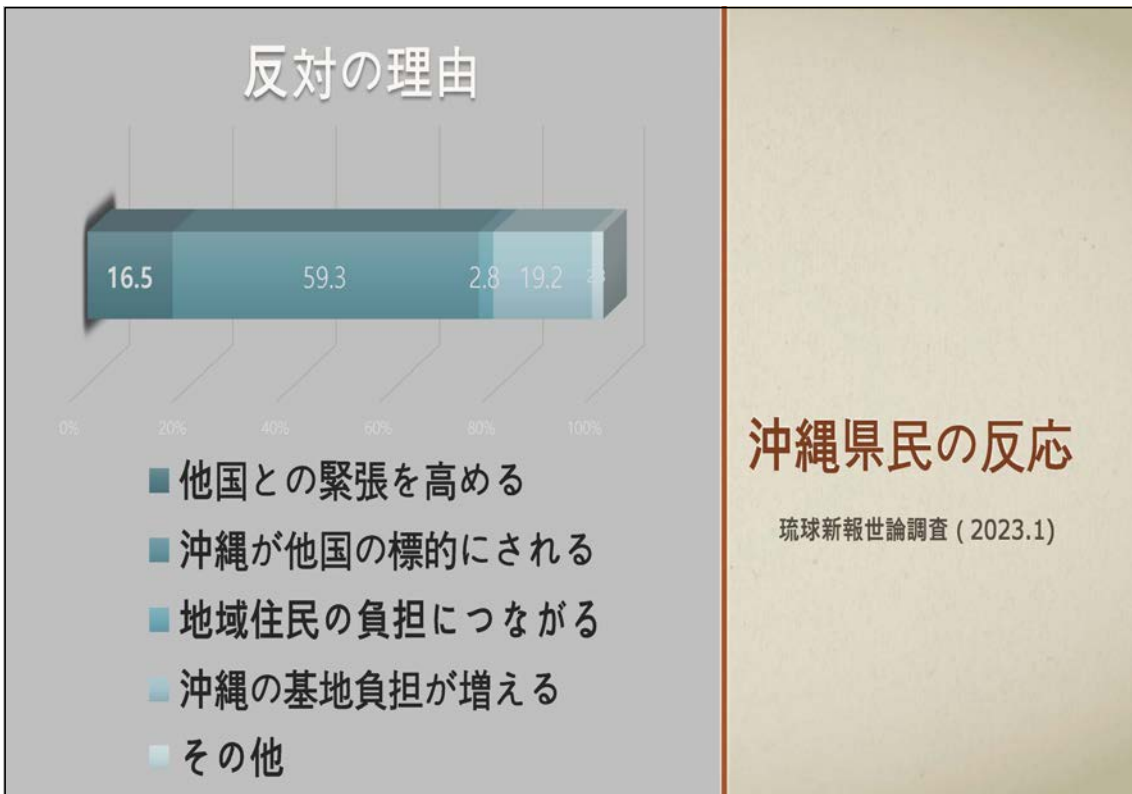 反対の理由
16.5 59.3 2.8 19.2
0% 20% 40% 60% 80% 100%
他国との緊張を高める
沖縄が他国の標的にされる
地域住民の負担につながる
沖縄の基地負担が増える
その他
沖縄県民の反応
琉球新報世論調査 ( 2023.1)